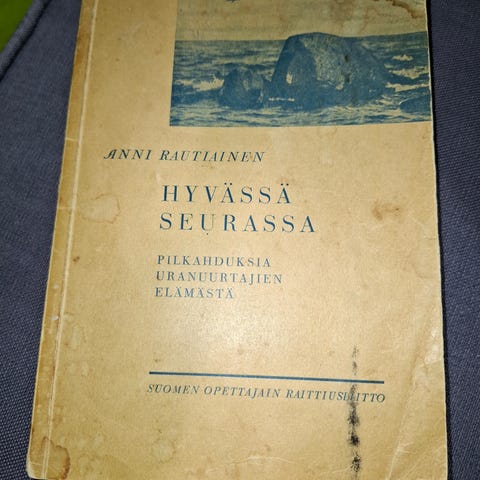 ANNI RAUTIAINEN
HYVÄSSÄ
SEURASSA
PILKAHDUKSIA
URANUURTAJIEN
ELÄMÄSTÄ
SUOMEN OPETTAJAIN RAITTIUSLIITTO